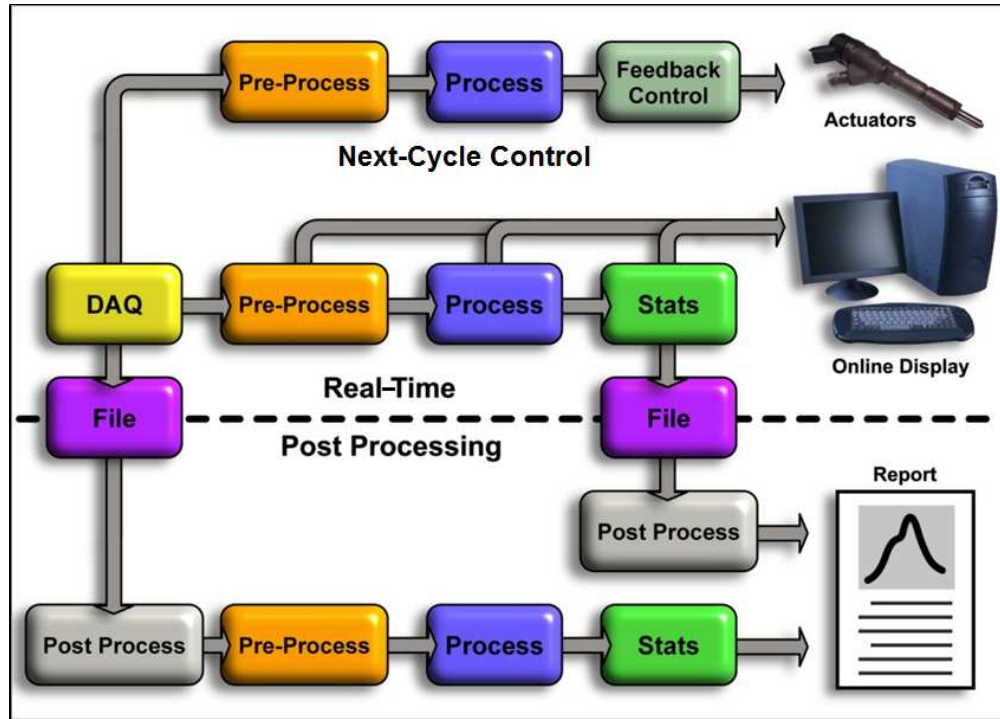 Pre-Process
Process
Feedback
Control
Actuators
Next-Cycle Control
DAQ
Pre-Process
Process
Stats
Online Display
File
Real-Time
File
Post Processing
Report
Post Process
Post Process
Pre-Process
Process
Stats